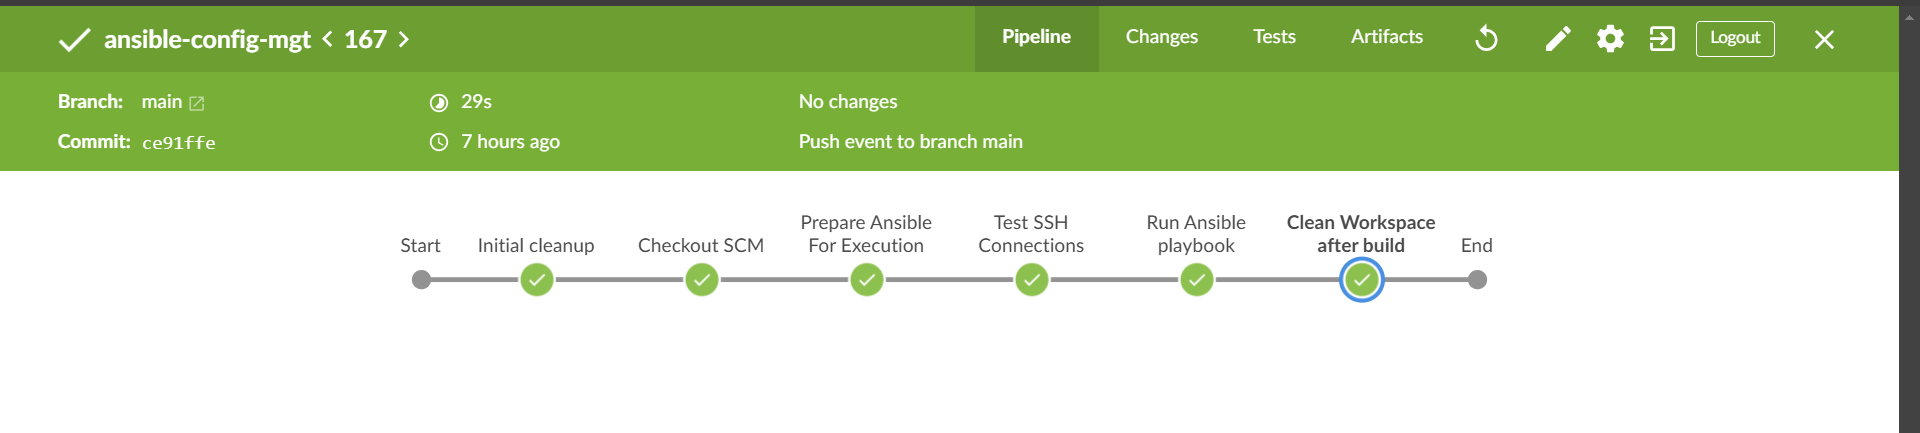 ansible-config-mgt < 167 >
Pipeline
Changes
Tests
Artifacts
Logout
Branch: main
29s
No changes
Commit: ce91ffe
7 hours ago
Push event to branch main
Start
Initial cleanup
Checkout SCM
Prepare Ansible
For Execution
Test SSH
Connections
Run Ansible
playbook
Clean Workspace
after build
End